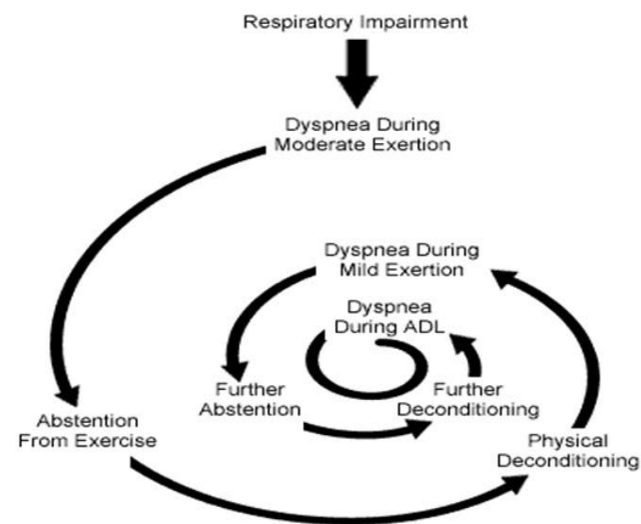 Respiratory Impairment
Dyspnea During
Moderate Exertion
Dyspnea During
Mild Exertion
Dyspnea
During ADL
Further
Abstention
Further
Deconditioning
Abstention
From Exercise
Physical
Deconditioning